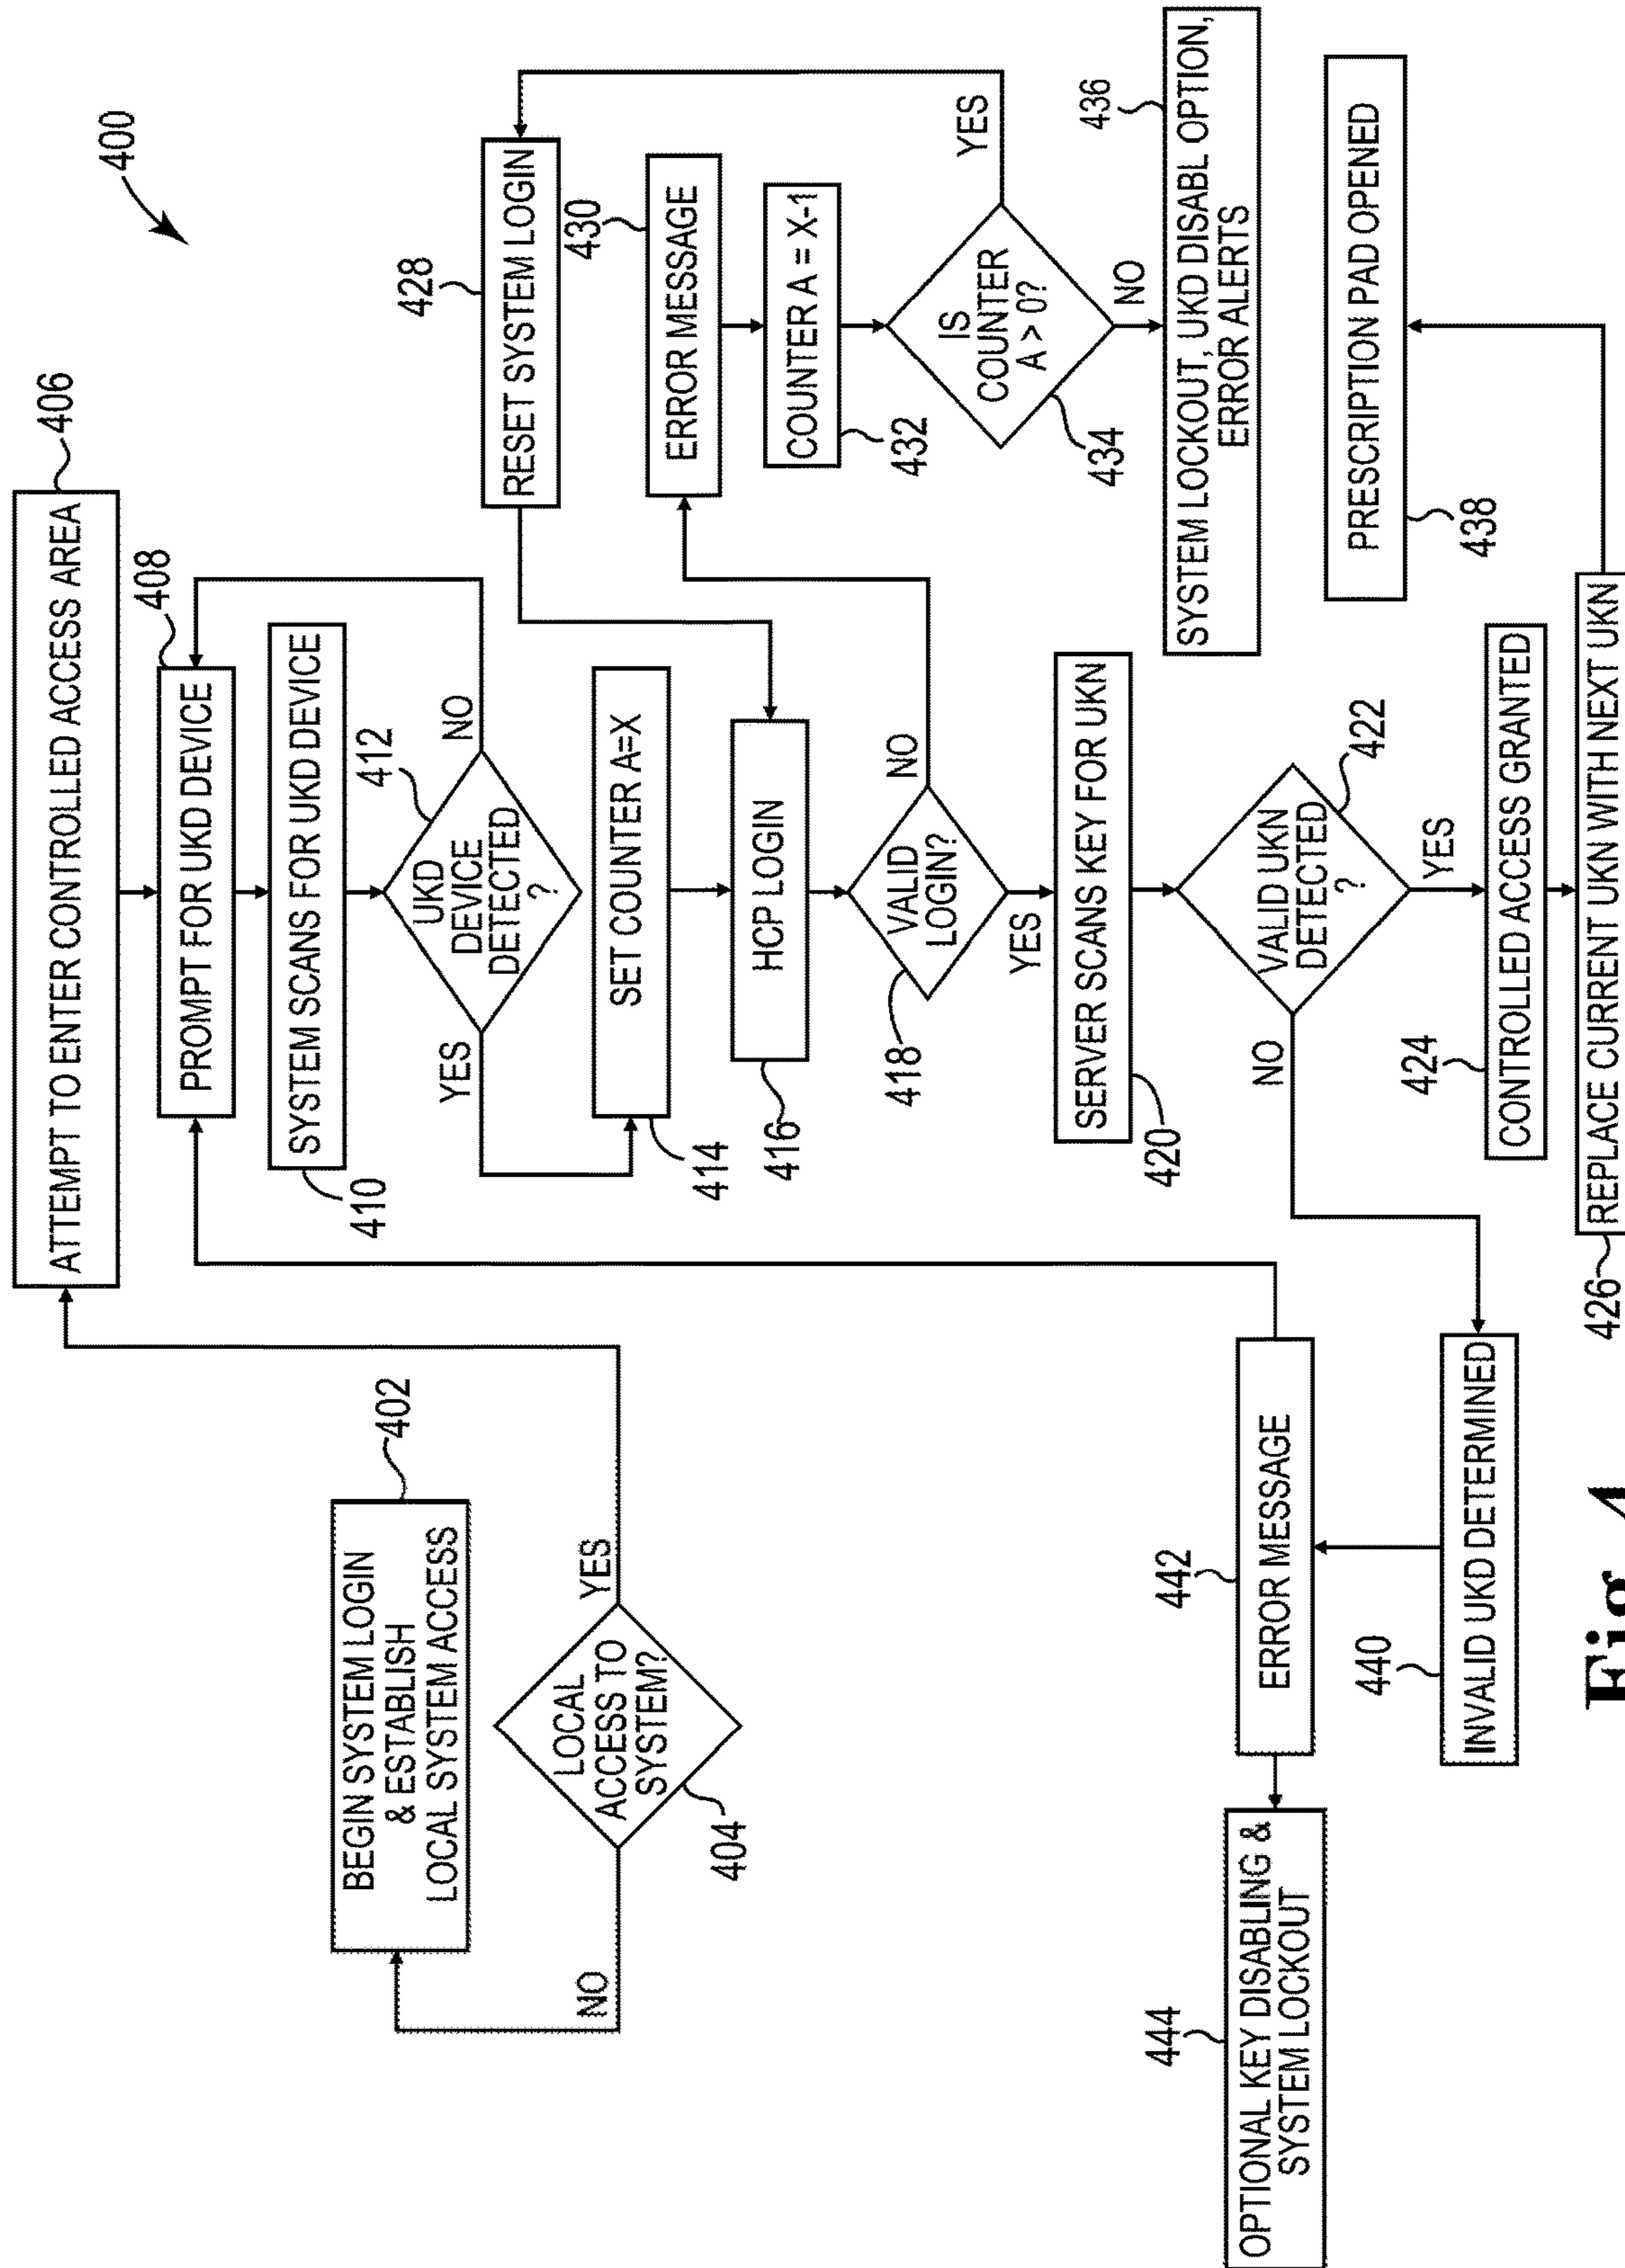 400
BEGIN SYSTEM LOGIN
& ESTABLISH
LOCAL SYSTEM ACCESS
402
LOCAL
ACCESS TO
SYSTEM?
404
NO
YES
ATTEMPT TO ENTER CONTROLLED ACCESS AREA
406
PROMPT FOR UKD DEVICE
408
SYSTEM SCANS FOR UKD DEVICE
410
UKD
DEVICE
DETECTED
?
412
NO
YES
SET COUNTER A=X
414
HCP LOGIN
416
VALID
LOGIN?
418
NO
YES
SERVER SCANS KEY FOR UKN
420
VALID UKN
DETECTED
?
422
NO
YES
CONTROLLED ACCESS GRANTED
424
REPLACE CURRENT UKN WITH NEXT UKN
426
RESET SYSTEM LOGIN
428
ERROR MESSAGE
430
COUNTER A = X-1
432
IS
COUNTER
A > 0?
434
YES
NO
SYSTEM LOCKOUT, UKD DISABL OPTION,
ERROR ALERTS
436
PRESCRIPTION PAD OPENED
438
INVALID UKD DETERMINED
440
ERROR MESSAGE
442
OPTIONAL KEY DISABLING &
SYSTEM LOCKOUT
444
Fig. 4